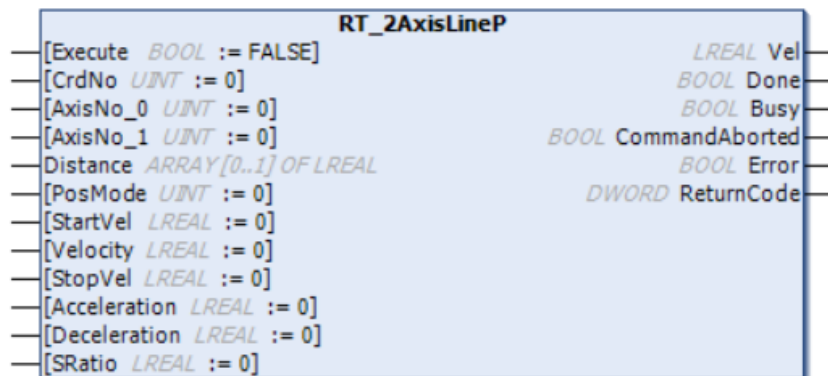 RT_2AxisLineP
[Execute BOOL := FALSE] LREAL Vel
[CrdNo UINT := 0] BOOL Done
[AxisNo_0 UINT := 0] BOOL Busy
[AxisNo_1 UINT := 0] BOOL CommandAborted
Distance ARRAY [0..1] OF LREAL BOOL Error
[PosMode UINT := 0] DWORD ReturnCode
[StartVel LREAL := 0]
[Velocity LREAL := 0]
[StopVel LREAL := 0]
[Acceleration LREAL := 0]
[Deceleration LREAL := 0]
[SRatio LREAL := 0]